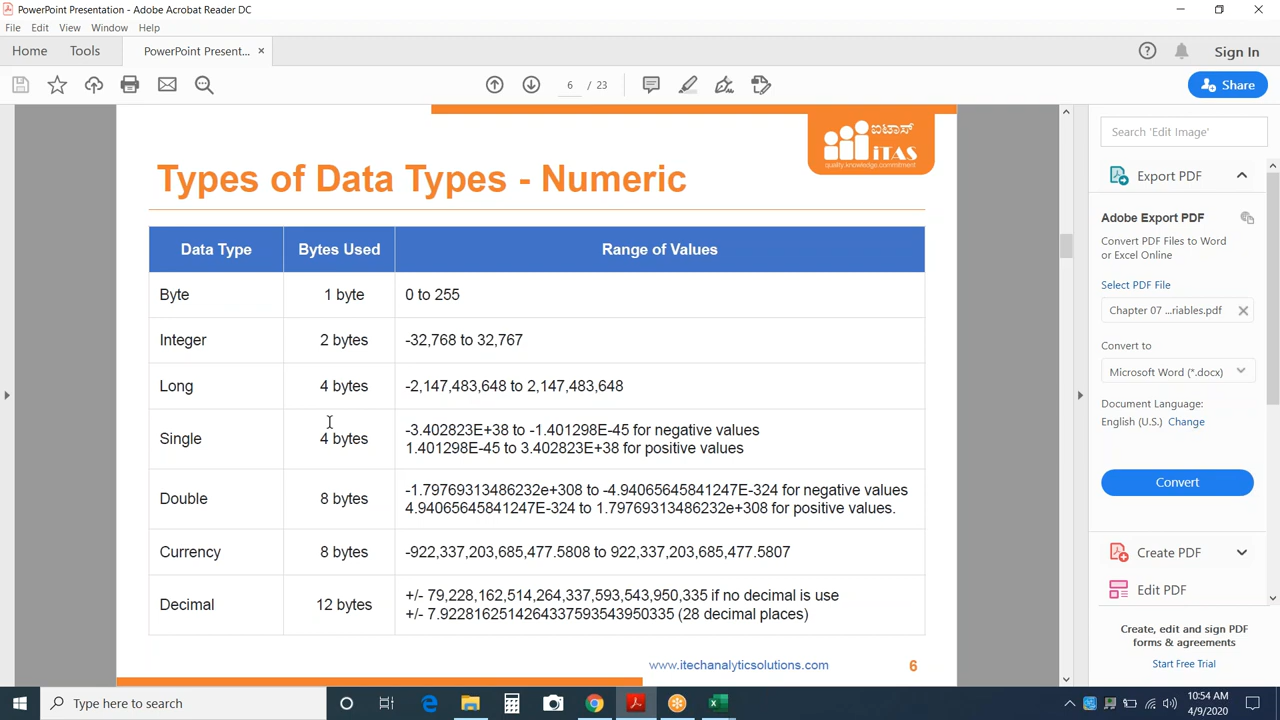 PowerPoint Presentation - Adobe Acrobat Reader DC
File Edit View Window Help
Home Tools PowerPoint Present... × Sign In
6 / 23 Share
ಐಟಾಸ್
iTAS
quality.knowledge.commitment
Types of Data Types - Numeric
Data Type Bytes Used Range of Values
Byte 1 byte 0 to 255
Integer 2 bytes -32,768 to 32,767
Long 4 bytes -2,147,483,648 to 2,147,483,648
Single 4 bytes -3.402823E+38 to -1.401298E-45 for negative values
1.401298E-45 to 3.402823E+38 for positive values
Double 8 bytes -1.79769313486232e+308 to -4.94065645841247E-324 for negative values
4.94065645841247E-324 to 1.79769313486232e+308 for positive values.
Currency 8 bytes -922,337,203,685,477.5808 to 922,337,203,685,477.5807
Decimal 12 bytes +/- 79,228,162,514,264,337,593,543,950,335 if no decimal is use
+/- 7.9228162514264337593543950335 (28 decimal places)
www.itechanalyticsolutions.com 6
Search 'Edit Image'
Export PDF
Adobe Export PDF
Convert PDF Files to Word
or Excel Online
Select PDF File
Chapter 07 ...riables.pdf
Convert to
Microsoft Word (*.docx)
Document Language:
English (U.S.) Change
Convert
Create PDF
Edit PDF
Create, edit and sign PDF
forms & agreements
Start Free Trial
Type here to search
10:54 AM
4/9/2020